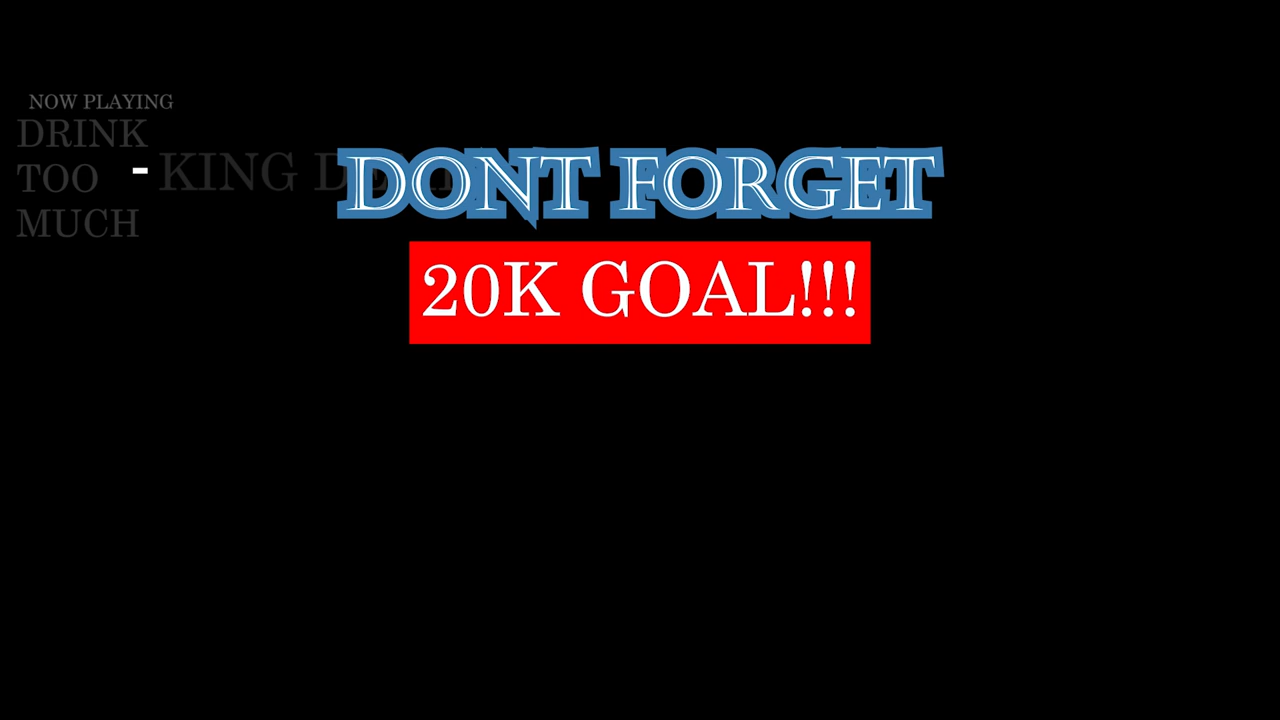 NOW PLAYING
DRINK
TOO
MUCH
- KING
DONT FORGET
20K GOAL!!!